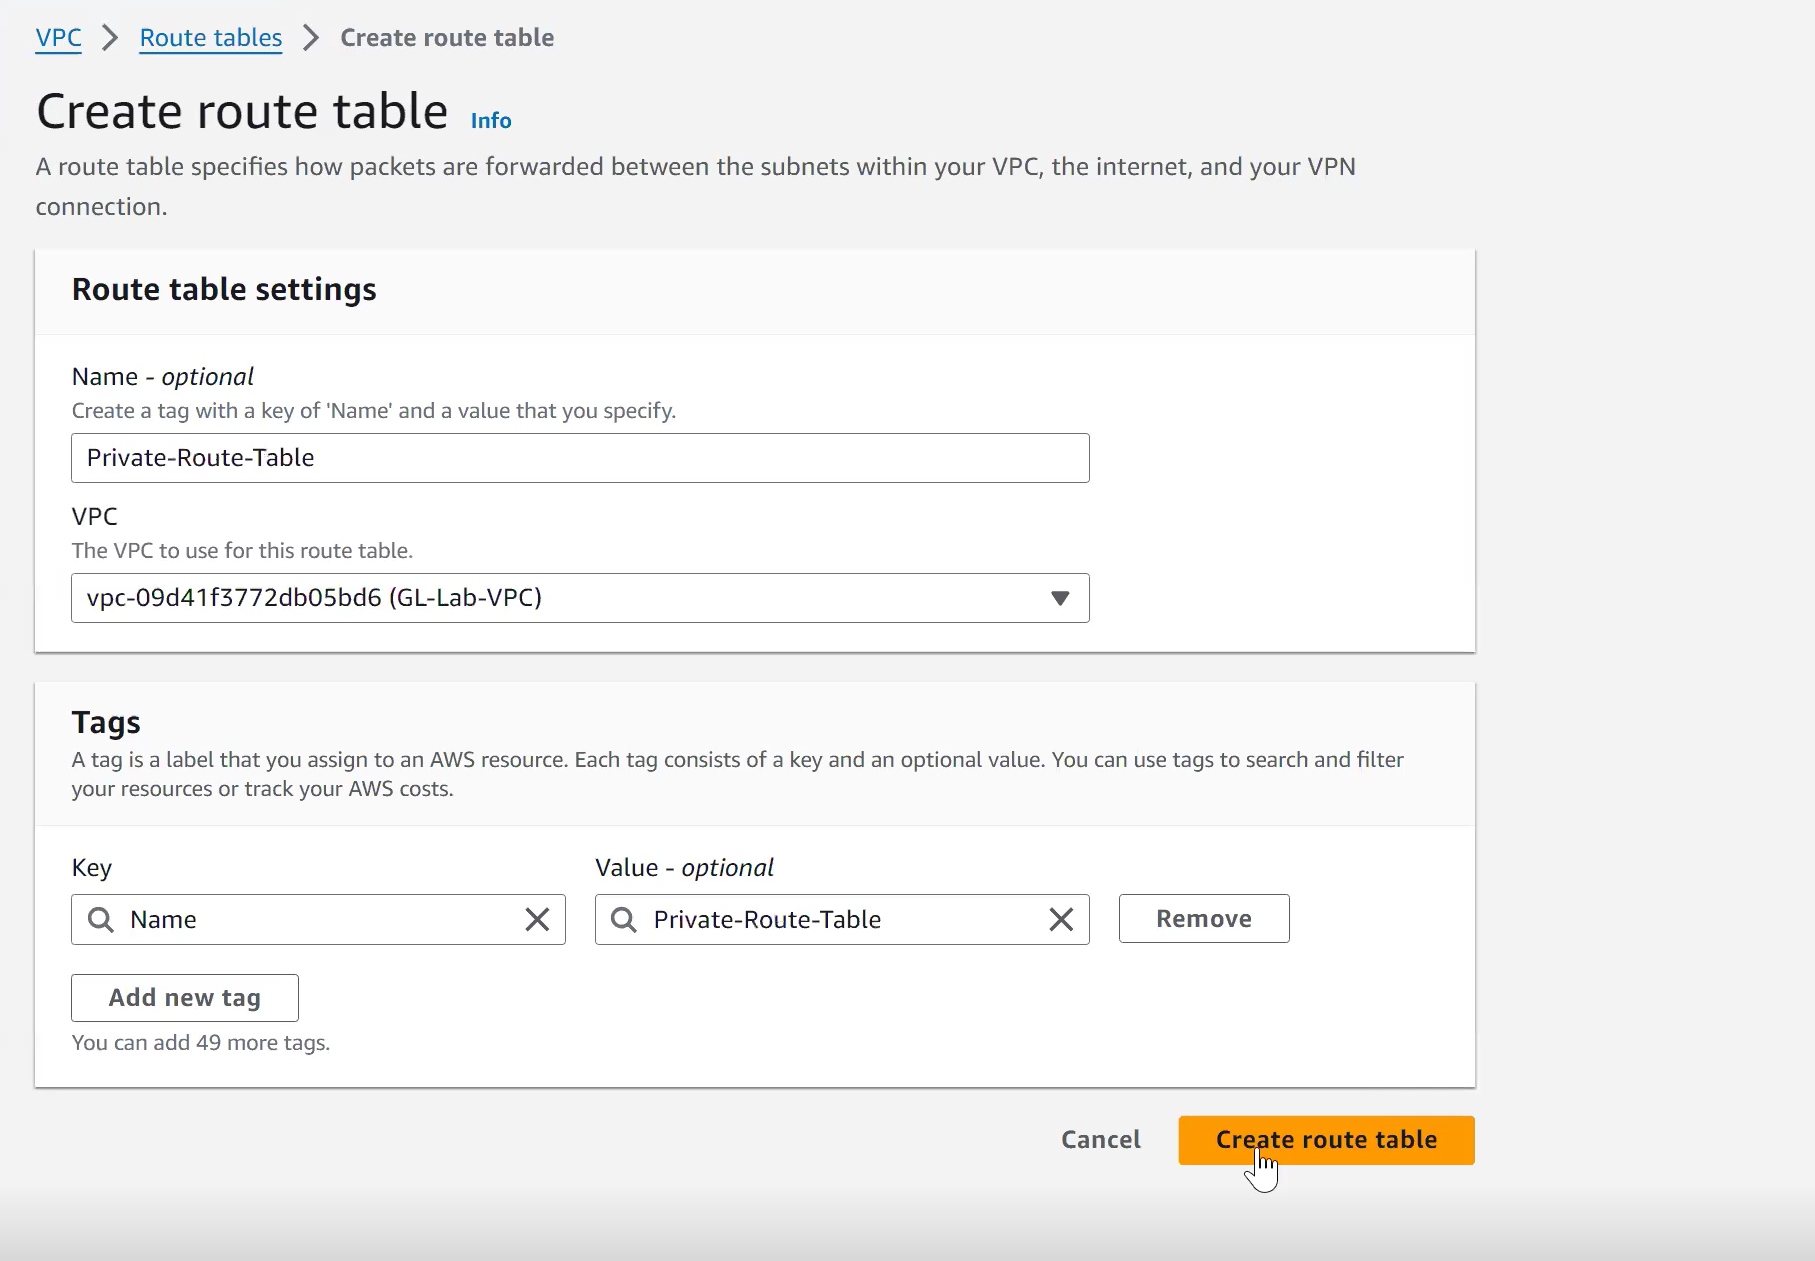 VPC > Route tables > Create route table
Create route table Info
A route table specifies how packets are forwarded between the subnets within your VPC, the internet, and your VPN
connection.
Route table settings
Name - optional
Create a tag with a key of 'Name' and a value that you specify.
Private-Route-Table
VPC
The VPC to use for this route table.
vpc-09d41f3772db05bd6 (GL-Lab-VPC)
Tags
A tag is a label that you assign to an AWS resource. Each tag consists of a key and an optional value. You can use tags to search and filter
your resources or track your AWS costs.
Key Value - optional
Name Private-Route-Table Remove
Add new tag
You can add 49 more tags.
Cancel Create route table